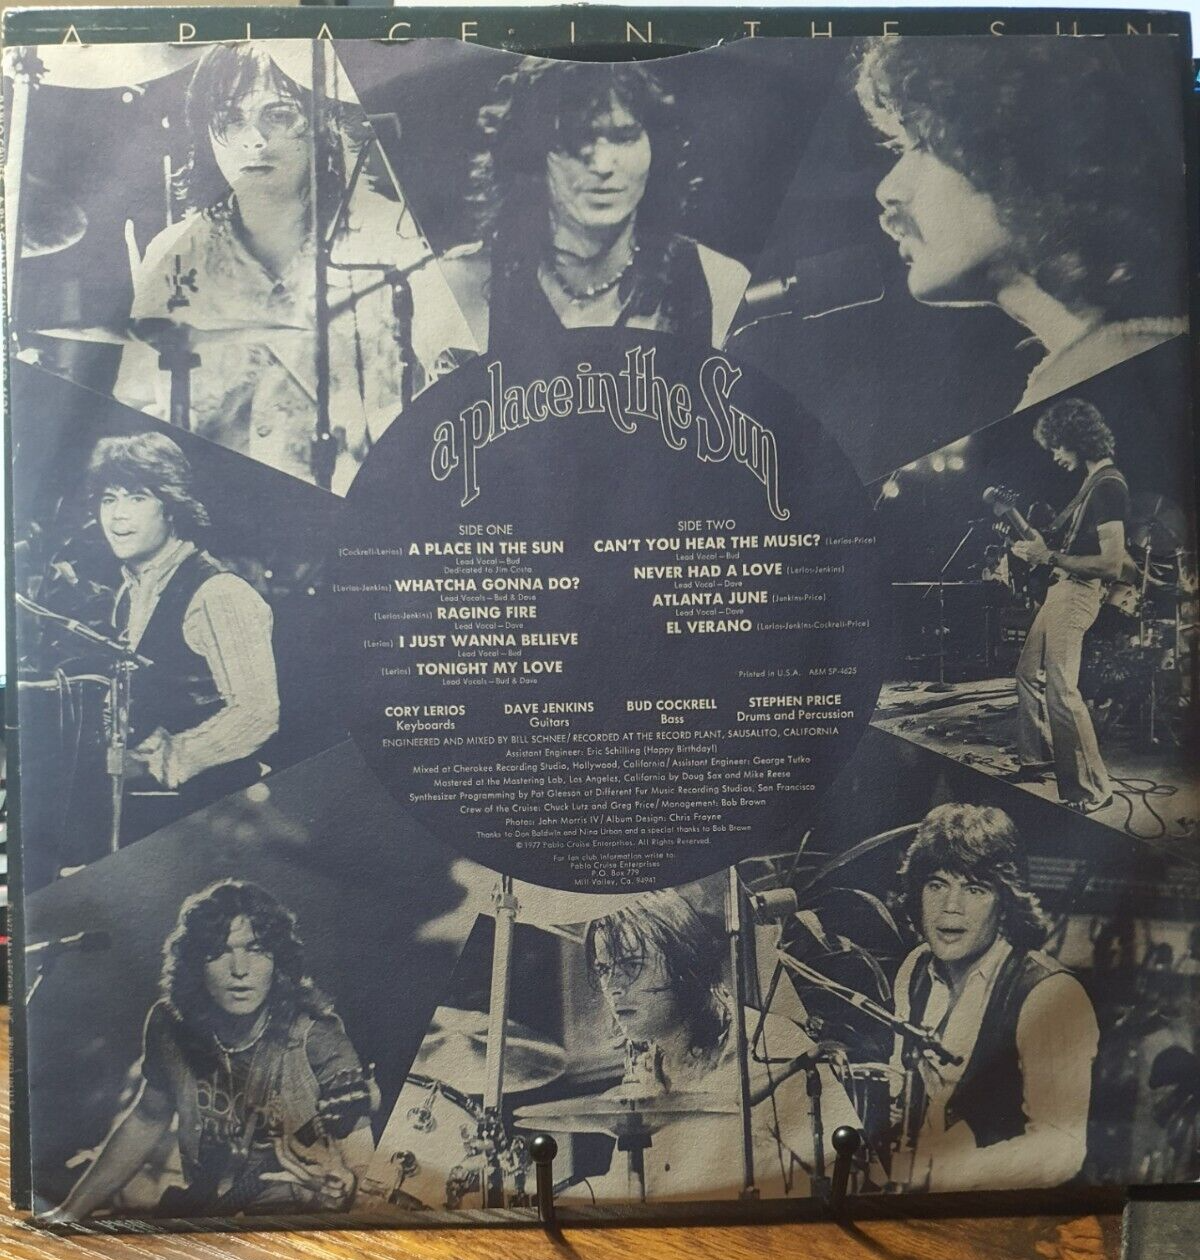 A PLACE IN THE SUN
a place in the Sun
SIDE ONE
(Cockrell-Lerios) A PLACE IN THE SUN
Lead Vocal—Bud
Dedicated to Jim Costa
(Lerios-Jenkins) WHATCHA GONNA DO?
Lead Vocals—Bud & Dave
(Lerios-Jenkins) RAGING FIRE
Lead Vocal—Dave
(Lerios) I JUST WANNA BELIEVE
Lead Vocal—Bud
(Lerios) TONIGHT MY LOVE
Lead Vocals—Bud & Dave
SIDE TWO
CAN'T YOU HEAR THE MUSIC? (Lerios-Price)
Lead Vocal—Bud
NEVER HAD A LOVE (Lerios-Jenkins)
Lead Vocal—Dave
ATLANTA JUNE (Jenkins-Price)
Lead Vocal—Dave
EL VERANO (Lerios-Jenkins-Cockrell-Price)
Printed in U.S.A. A&M SP-4625
CORY LERIOS DAVE JENKINS BUD COCKRELL STEPHEN PRICE
Keyboards Guitars Bass Drums and Percussion
ENGINEERED AND MIXED BY BILL SCHNEE/RECORDED AT THE RECORD PLANT, SAUSALITO, CALIFORNIA
Assistant Engineer: Eric Schilling (Happy Birthday!)
Mixed at Cherokee Recording Studio, Hollywood, California/Assistant Engineer: George Tutko
Mastered at the Mastering Lab, Los Angeles, California by Doug Sax and Mike Reese
Synthesizer Programming by Pat Gleeson at Different Fur Music Recording Studios, San Francisco
Crew of the Cruise: Chuck Lutz and Greg Price/Management: Bob Brown
Photos: John Morris IV/Album Design: Chris Frayne
Thanks to Don Baldwin and Nina Urban and a special thanks to Bob Brown
© 1977 Pablo Cruise Enterprises. All Rights Reserved.
For fan club information write to:
Pablo Cruise Enterprises
P.O. Box 779
Mill Valley, Ca. 94941